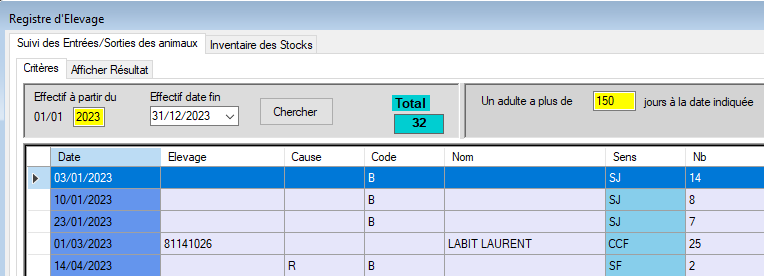 Registre d'Elevage
Suivi des Entrées/Sorties des animaux Inventaire des Stocks
Critères Afficher Résultat
Effectif à partir du Effectif date fin
01/01 2023 31/12/2023 Chercher Total 32 Un adulte a plus de 150 jours à la date indiquée
Date Elevage Cause Code Nom Sens Nb
03/01/2023 B SJ 14
10/01/2023 B SJ 8
23/01/2023 B SJ 7
01/03/2023 81141026 LABIT LAURENT CCF 25
14/04/2023 R B SF 2